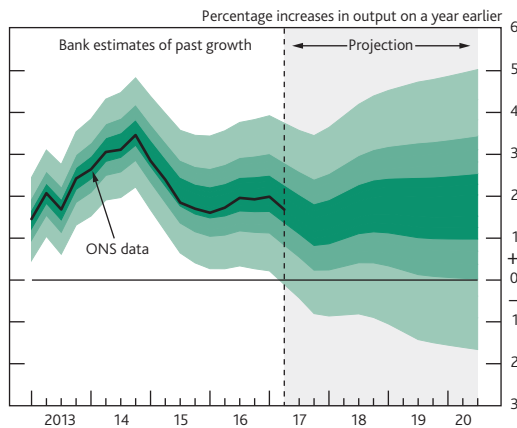 Percentage increases in output on a year earlier
Bank estimates of past growth
Projection
ONS data
6
5
4
3
2
1
+
0
–
1
2
3
2013 14 15 16 17 18 19 20